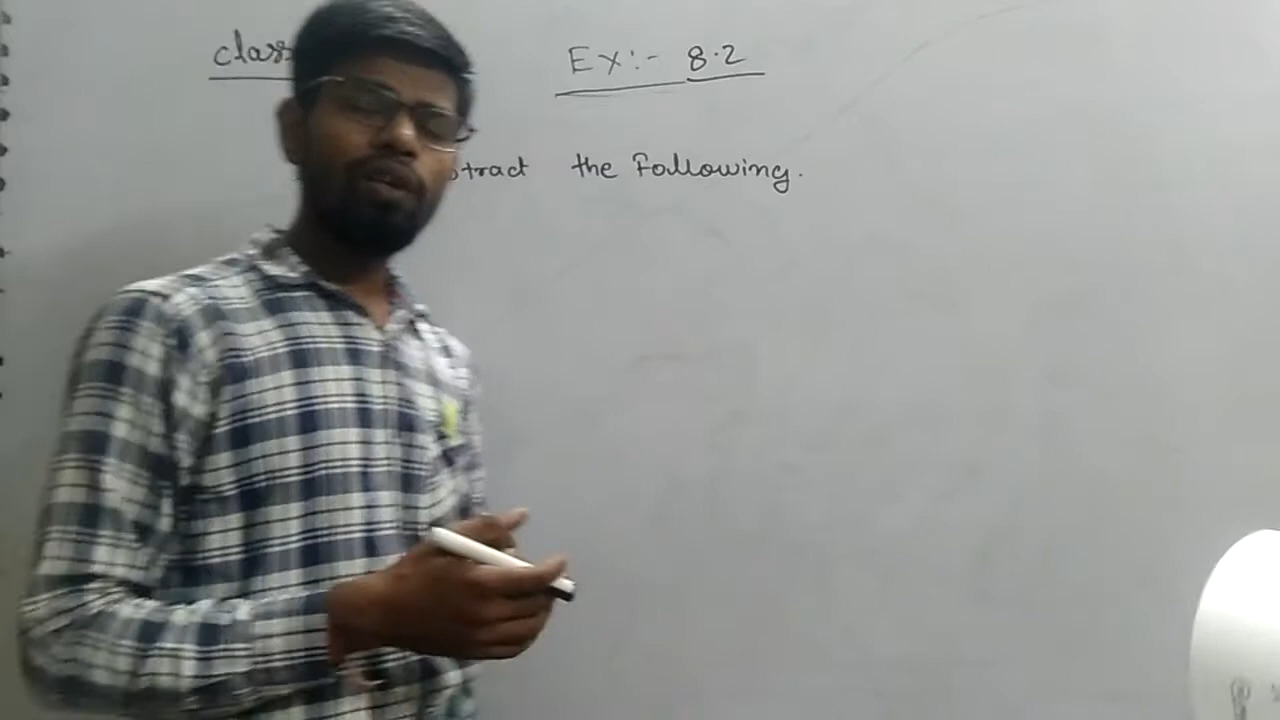 class
Ex:- 8.2
tract the Following.